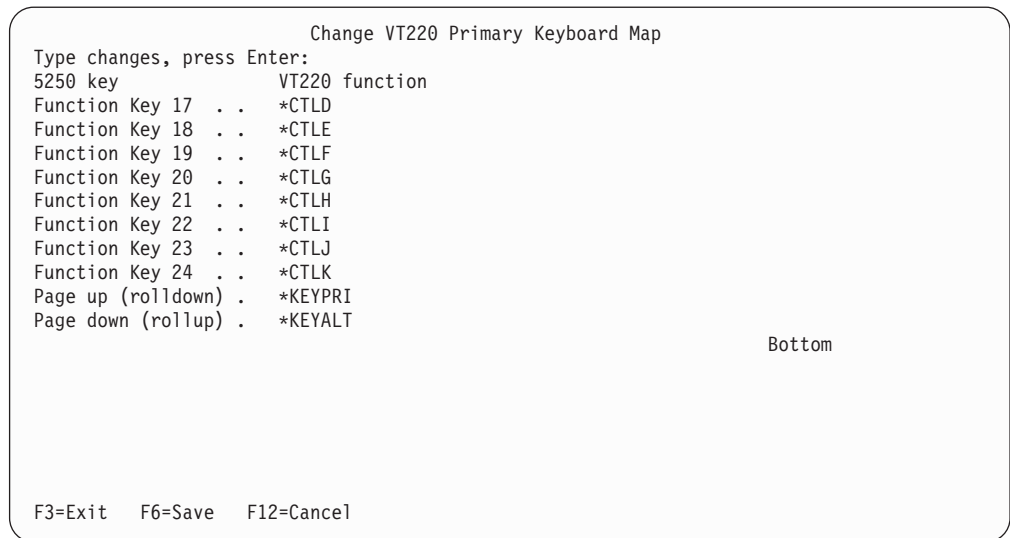 Change VT220 Primary Keyboard Map
Type changes, press Enter:
5250 key VT220 function
Function Key 17 . . *CTLD
Function Key 18 . . *CTLE
Function Key 19 . . *CTLF
Function Key 20 . . *CTLG
Function Key 21 . . *CTLH
Function Key 22 . . *CTLI
Function Key 23 . . *CTLJ
Function Key 24 . . *CTLK
Page up (rolldown) . *KEYPRI
Page down (rollup) . *KEYALT
Bottom
F3=Exit F6=Save F12=Cancel